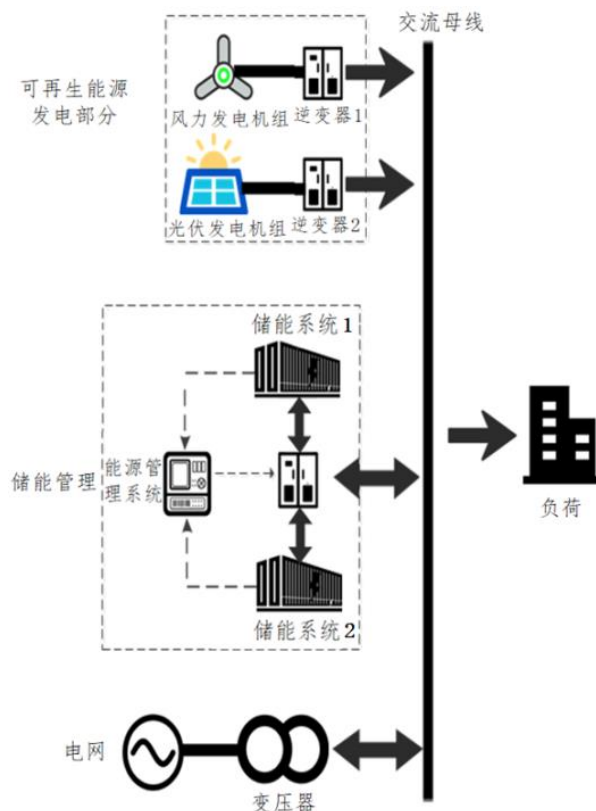 交流母线
可再生能源
发电部分
风力发电机组 逆变器1
光伏发电机组 逆变器2
储能系统1
储能管理
能源管
理系统
储能系统2
负荷
电网
变压器